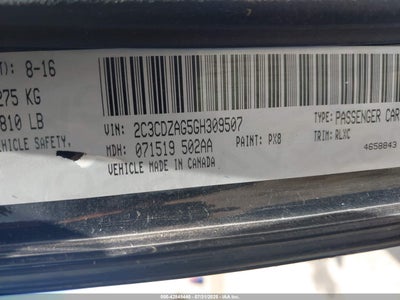 T): 8-16
275 KG
810 LB
VEHICLE SAFETY.
VIN: 2C3CDZAG5GH309507
TYPE: PASSENGER CAR
MDH: 071519 502AA
PAINT: PX8
TRIM: RLXC
VEHICLE MADE IN CANADA
4658843